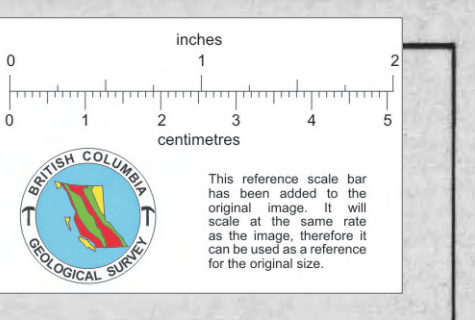 inches
0 1 2
0 1 2 3 4 5
centimetres
BRITISH COLUMBIA
GEOLOGICAL SURVEY
This reference scale bar
has been added to the
original image. It will
scale at the same rate
as the image, therefore it
can be used as a reference
for the original size.